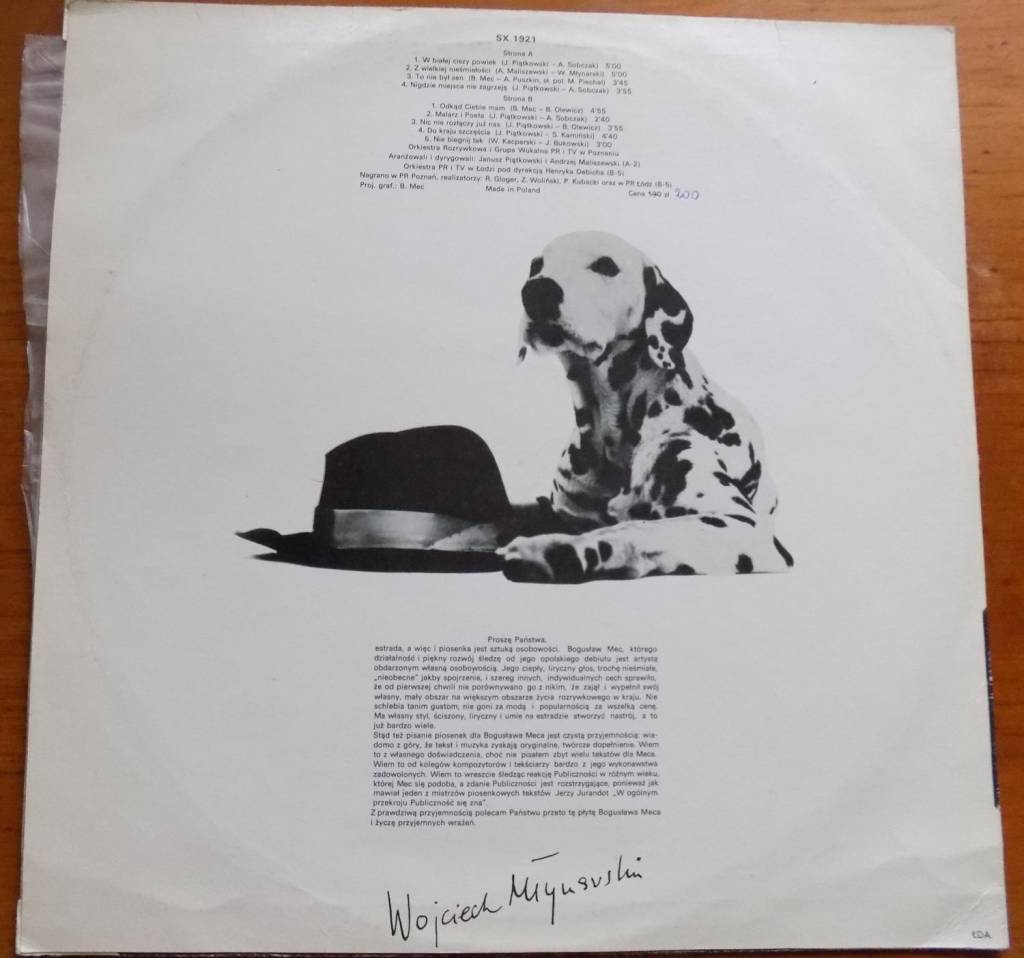 SX 1921
Strona A
1. W białej ciszy powiek (J. Piątkowski – A. Sobczak) 5'00
2. Z wielkiej nieśmiałości (A. Maliszewski – W. Młynarski) 5'00
3. To nie był sen (B. Mec – A. Puszkin, sł. pol. M. Piechal) 3'45
4. Nigdzie miejsca nie zagrzeję (J. Piątkowski – A. Sobczak) 3'55
Strona B
1. Odkąd Ciebie mam (B. Mec – B. Olewicz) 4'55
2. Malarz i Poeta (J. Piątkowski – A. Sobczak) 2'40
3. Nic nie rozłączy już nas (J. Piątkowski – B. Olewicz) 3'55
4. Do kraju szczęścia (J. Piątkowski – S. Kamiński) 4'40
5. Nie biegnij tak (W. Kacperski – J. Bukowski) 3'00
Orkiestra Rozrywkowa i Grupa Wokalna PR i TV w Poznaniu
Aranżowali i dyrygowali: Janusz Piątkowski i Andrzej Maliszewski (A-2)
Orkiestra PR i TV w Łodzi pod dyrekcją Henryka Debicha (B-5)
Nagrano w PR Poznań, realizatorzy: R. Gloger, Z. Woliński, P. Kubacki oraz w PR Łódź (B-5)
Proj. graf.: B. Mec Made in Poland Cena zł 200
Proszę Państwa,
estrada, a więc i piosenka jest sztuką osobowości. Bogusław Mec, którego
działalność i piękny rozwój śledzę od jego opolskiego debiutu jest artystą
obdarzonym własną osobowością. Jego ciepły, liryczny głos, trochę nieśmiałe,
„nieobecne" jakby spojrzenia, i szereg innych, indywidualnych cech sprawiło,
że od pierwszej chwili nie porównywano go z nikim, że zajął i wypełnił swój
własny, mały obszar na większym obszarze życia rozrywkowego w kraju. Nie
schlebia tanim gustom, nie goni za modą i popularnością za wszelką cenę.
Ma własny styl, ściszony, liryczny i umie na estradzie stworzyć nastrój, a to
już bardzo wiele.
Stąd też pisanie piosenek dla Bogusława Meca jest czystą przyjemnością: wia-
domo z góry, że tekst i muzyka zyskają oryginalne, twórcze dopełnienie. Wiem
to z własnego doświadczenia, choć nie pisałem zbyt wielu tekstów dla Meca.
Wiem to od kolegów kompozytorów i tekściarzy bardzo z jego wykonawstwa
zadowolonych. Wiem to wreszcie śledząc reakcję Publiczności w różnym wieku,
której Mec się podoba, a zdanie Publiczności jest rozstrzygające, ponieważ jak
mawiał jeden z mistrzów piosenkowych tekstów Jerzy Jurandot „W ogólnym
przekroju Publiczność się zna".
Z prawdziwą przyjemnością polecam Państwu przeto tę płytę Bogusława Meca
i życzę przyjemnych wrażeń.
Wojciech Młynarski
ŁDA